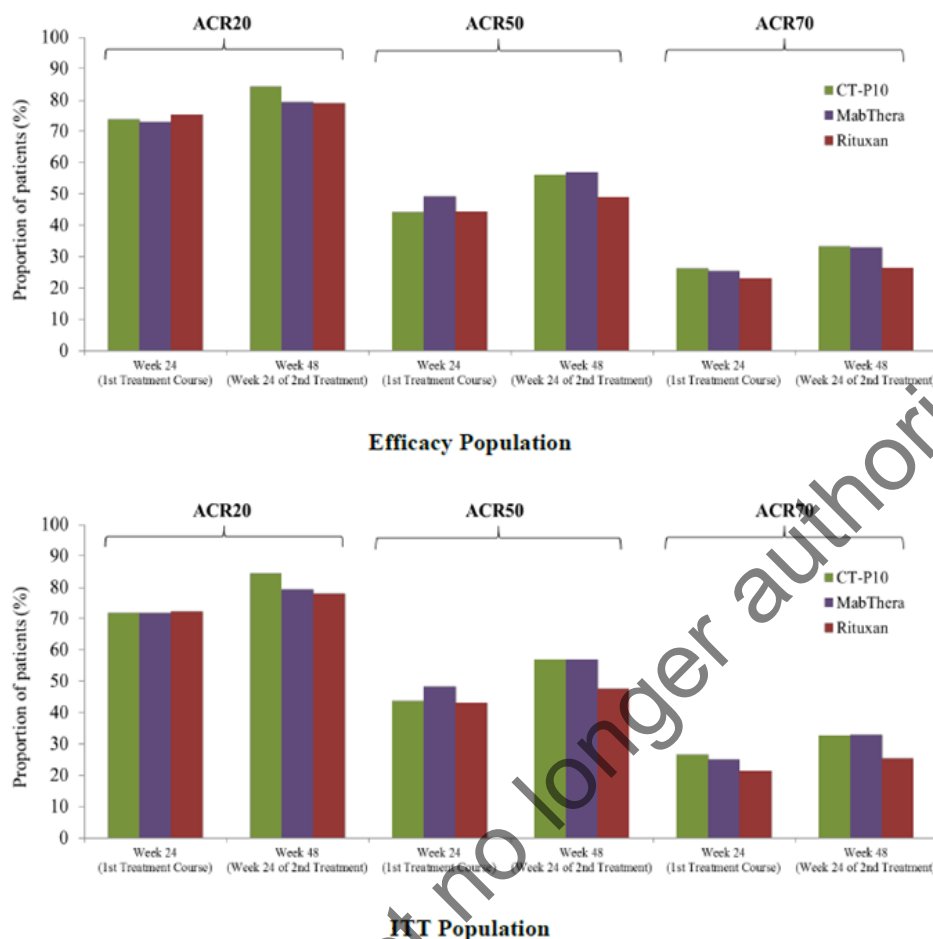 ACR20 ACR50 ACR70
100
90
80
70
60
50
40
30
20
10
0
Proportion of patients (%)
CT-P10
MabThera
Rituxan
Week 24 Week 48 Week 24 Week 48 Week 24 Week 48
(1st Treatment Course) (Week 24 of 2nd Treatment) (1st Treatment Course) (Week 24 of 2nd Treatment) (1st Treatment Course) (Week 24 of 2nd Treatment)
Efficacy Population
ACR20 ACR50 ACR70
100
90
80
70
60
50
40
30
20
10
0
Proportion of patients (%)
CT-P10
MabThera
Rituxan
Week 24 Week 48 Week 24 Week 48 Week 24 Week 48
(1st Treatment Course) (Week 24 of 2nd Treatment) (1st Treatment Course) (Week 24 of 2nd Treatment) (1st Treatment Course) (Week 24 of 2nd Treatment)
ITT Population
no longer authori